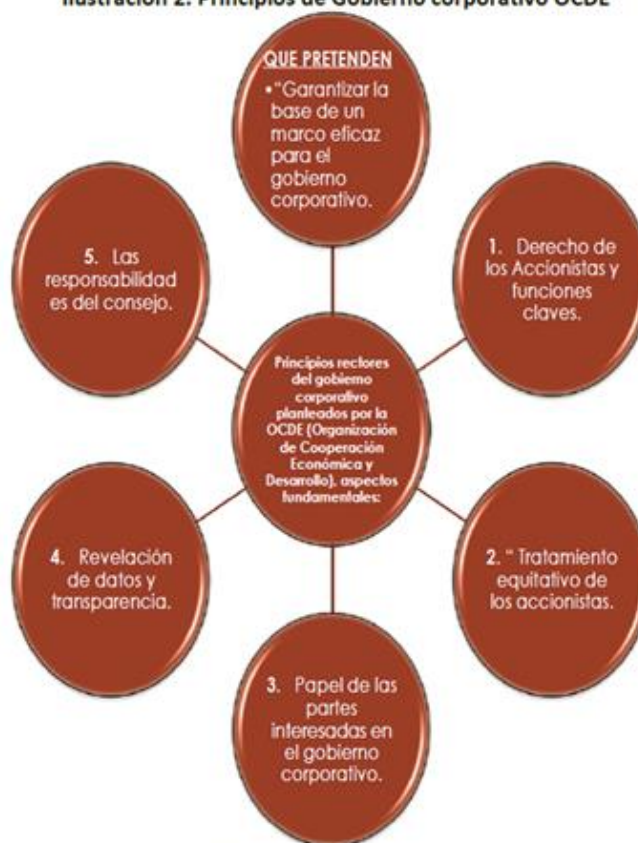 Ilustración 2. Principios de Gobierno corporativo OCDE
QUE PRETENDEN
•"Garantizar la
base de un
marco eficaz
para el
gobierno
corporativo.
1. Derecho de
los Accionistas y
funciones
claves.
2. " Tratamiento
equitativo de
los accionistas.
3. Papel de las
partes
interesadas en
el gobierno
corporativo.
4. Revelación
de datos y
transparencia.
5. Las
responsabilidad
es del consejo.
Principios rectores
del gobierno
corporativo
planteados por la
OCDE (Organización
de Cooperación
Económica y
Desarrollo), aspectos
fundamentales: